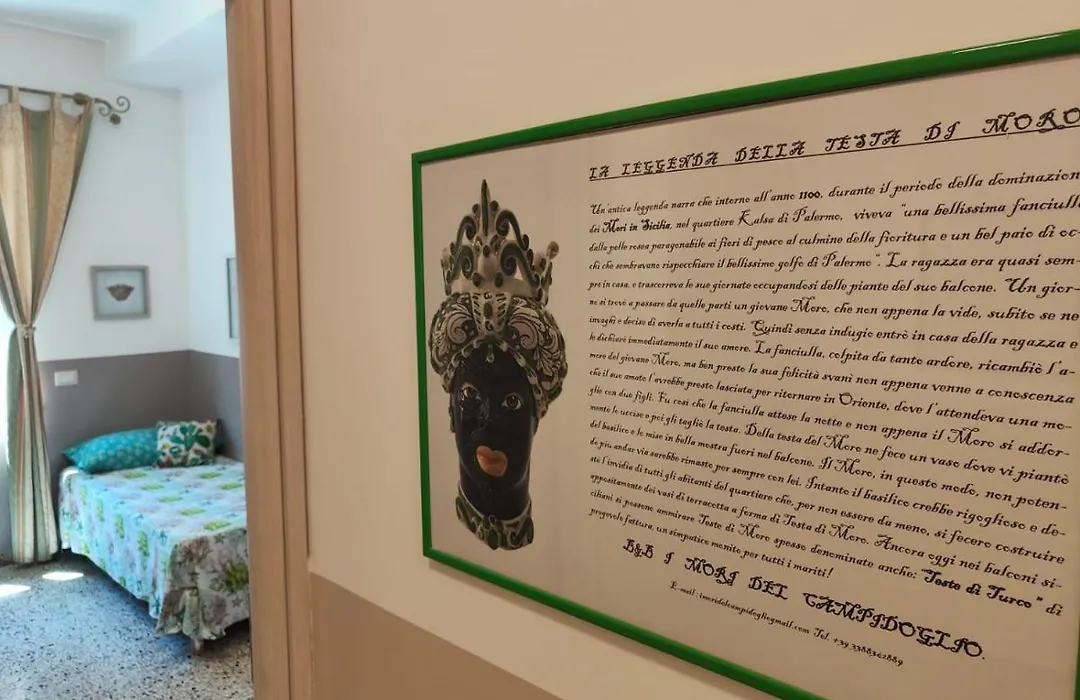 LA LEGGENDA DELLA TESTA DI MORO
Un'antica leggenda narra che intorno all'anno 1100, durante il periodo della dominazion
dei Mori in Sicilia, nel quartiere Kalsa di Palermo, viveva "una bellissima fanciulla
dalla pelle rosea paragonabile ai fiori di pesco al culmine della fioritura e un bel paio di oc-
chi che sembravano rispecchiare il bellissimo golfo di Palermo". La ragazza era quasi sem-
pre in casa, e trascorreva le sue giornate occupandosi delle piante del suo balcone. Un gior-
no si trovò a passare da quelle parti un giovane Moro, che non appena la vide, subito se ne
invaghì e decise di averla a tutti i costi. Quindi senza indugio entrò in casa della ragazza e
le dichiarò immediatamente il suo amore. La fanciulla, colpita da tanto ardore, ricambiò l'a-
more del giovane Moro, ma ben presto la sua felicità svanì non appena venne a conoscenza
che il suo amato l'avrebbe presto lasciata per ritornare in Oriente, dove l'attendeva una mo-
glie con due figli. Fu così che la fanciulla attese la notte e non appena il Moro si addor-
mentò lo uccise e poi gli tagliò la testa. Della testa del Moro ne fece un vaso dove vi piantò
del basilico e lo mise in bella mostra fuori nel balcone. Il Moro, in questo modo, non poten-
do più andar via sarebbe rimasto per sempre con lei. Intanto il basilico crebbe rigoglioso e de-
stò l'invidia di tutti gli abitanti del quartiere che, per non essere da meno, si fecero costruire
appositamente dei vasi di terracotta a forma di Testa di Moro. Ancora oggi nei balconi si-
ciliani si possono ammirare Teste di Moro spesso denominate anche: "Teste di Turco" di
pregevole fattura, un simpatico monito per tutti i mariti!
B&B I MORI DEL CAMPIDOGLIO.
E-mail: imoridelcampidoglio@gmail.com Tel. +39 3388362889